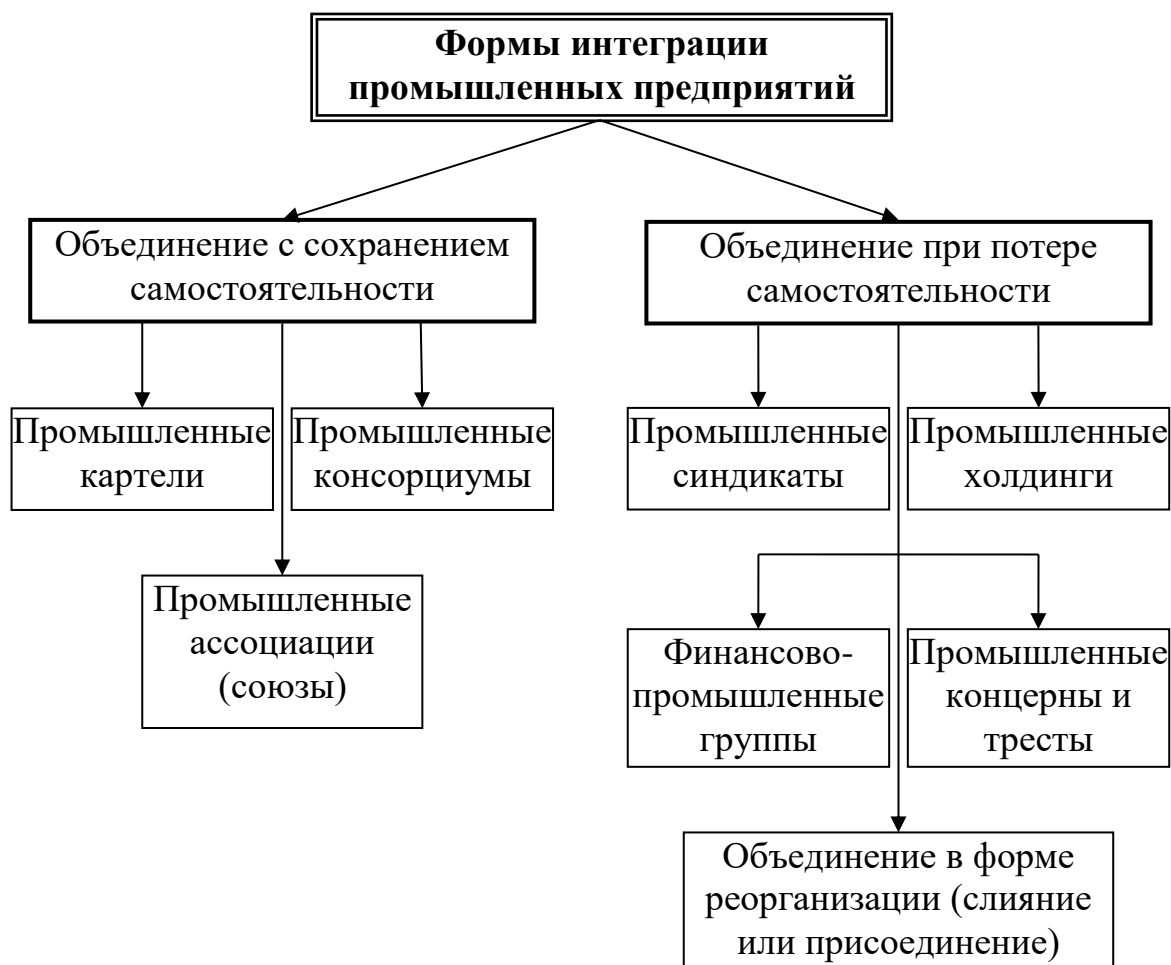 Формы интеграции
промышленных предприятий
Объединение с сохранением
самостоятельности
Объединение при потере
самостоятельности
Промышленные
картели
Промышленные
консорциумы
Промышленные
синдикаты
Промышленные
холдинги
Промышленные
ассоциации
(союзы)
Финансово-
промышленные
группы
Промышленные
концерны и
тресты
Объединение в форме
реорганизации (слияние
или присоединение)